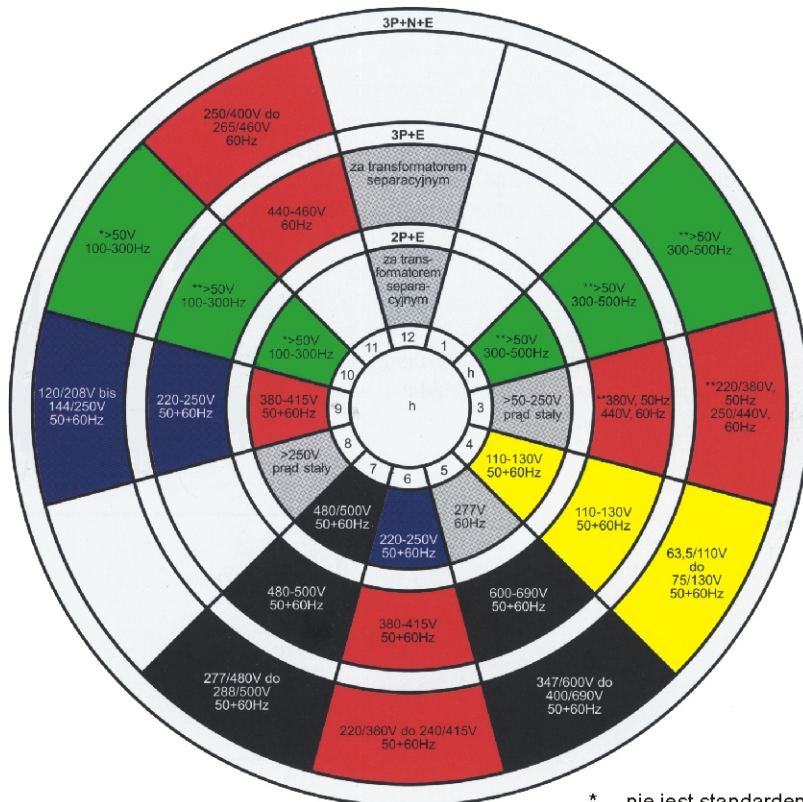 3P+N+E
250/400V do
265/460V
60Hz
3P+E
za transformatorem
separacyjnym
440-460V
60Hz
2P+E
za trans-
formatorem
separa-
cyjnym
*>50V
100-300Hz
**>50V
100-300Hz
*>50V
100-300Hz
**>50V
300-500Hz
**>50V
300-500Hz
**>50V
300-500Hz
11
12
1
10
h
9
h
3
8
4
7
6
5
120/208V bis
144/250V
50+60Hz
220-250V
50+60Hz
380-415V
50+60Hz
>50-250V
prąd stały
**380V, 50Hz
440V, 60Hz
**220/380V,
50Hz
250/440V,
60Hz
>250V
prąd stały
110-130V
50+60Hz
480/500V
50+60Hz
220-250V
50+60Hz
277V
60Hz
110-130V
50+60Hz
63,5/110V
do
75/130V
50+60Hz
480-500V
50+60Hz
380-415V
50+60Hz
600-690V
50+60Hz
277/480V do
288/500V
50+60Hz
220/380V do 240/415V
50+60Hz
347/600V do
400/690V
50+60Hz
* nie jest standardem